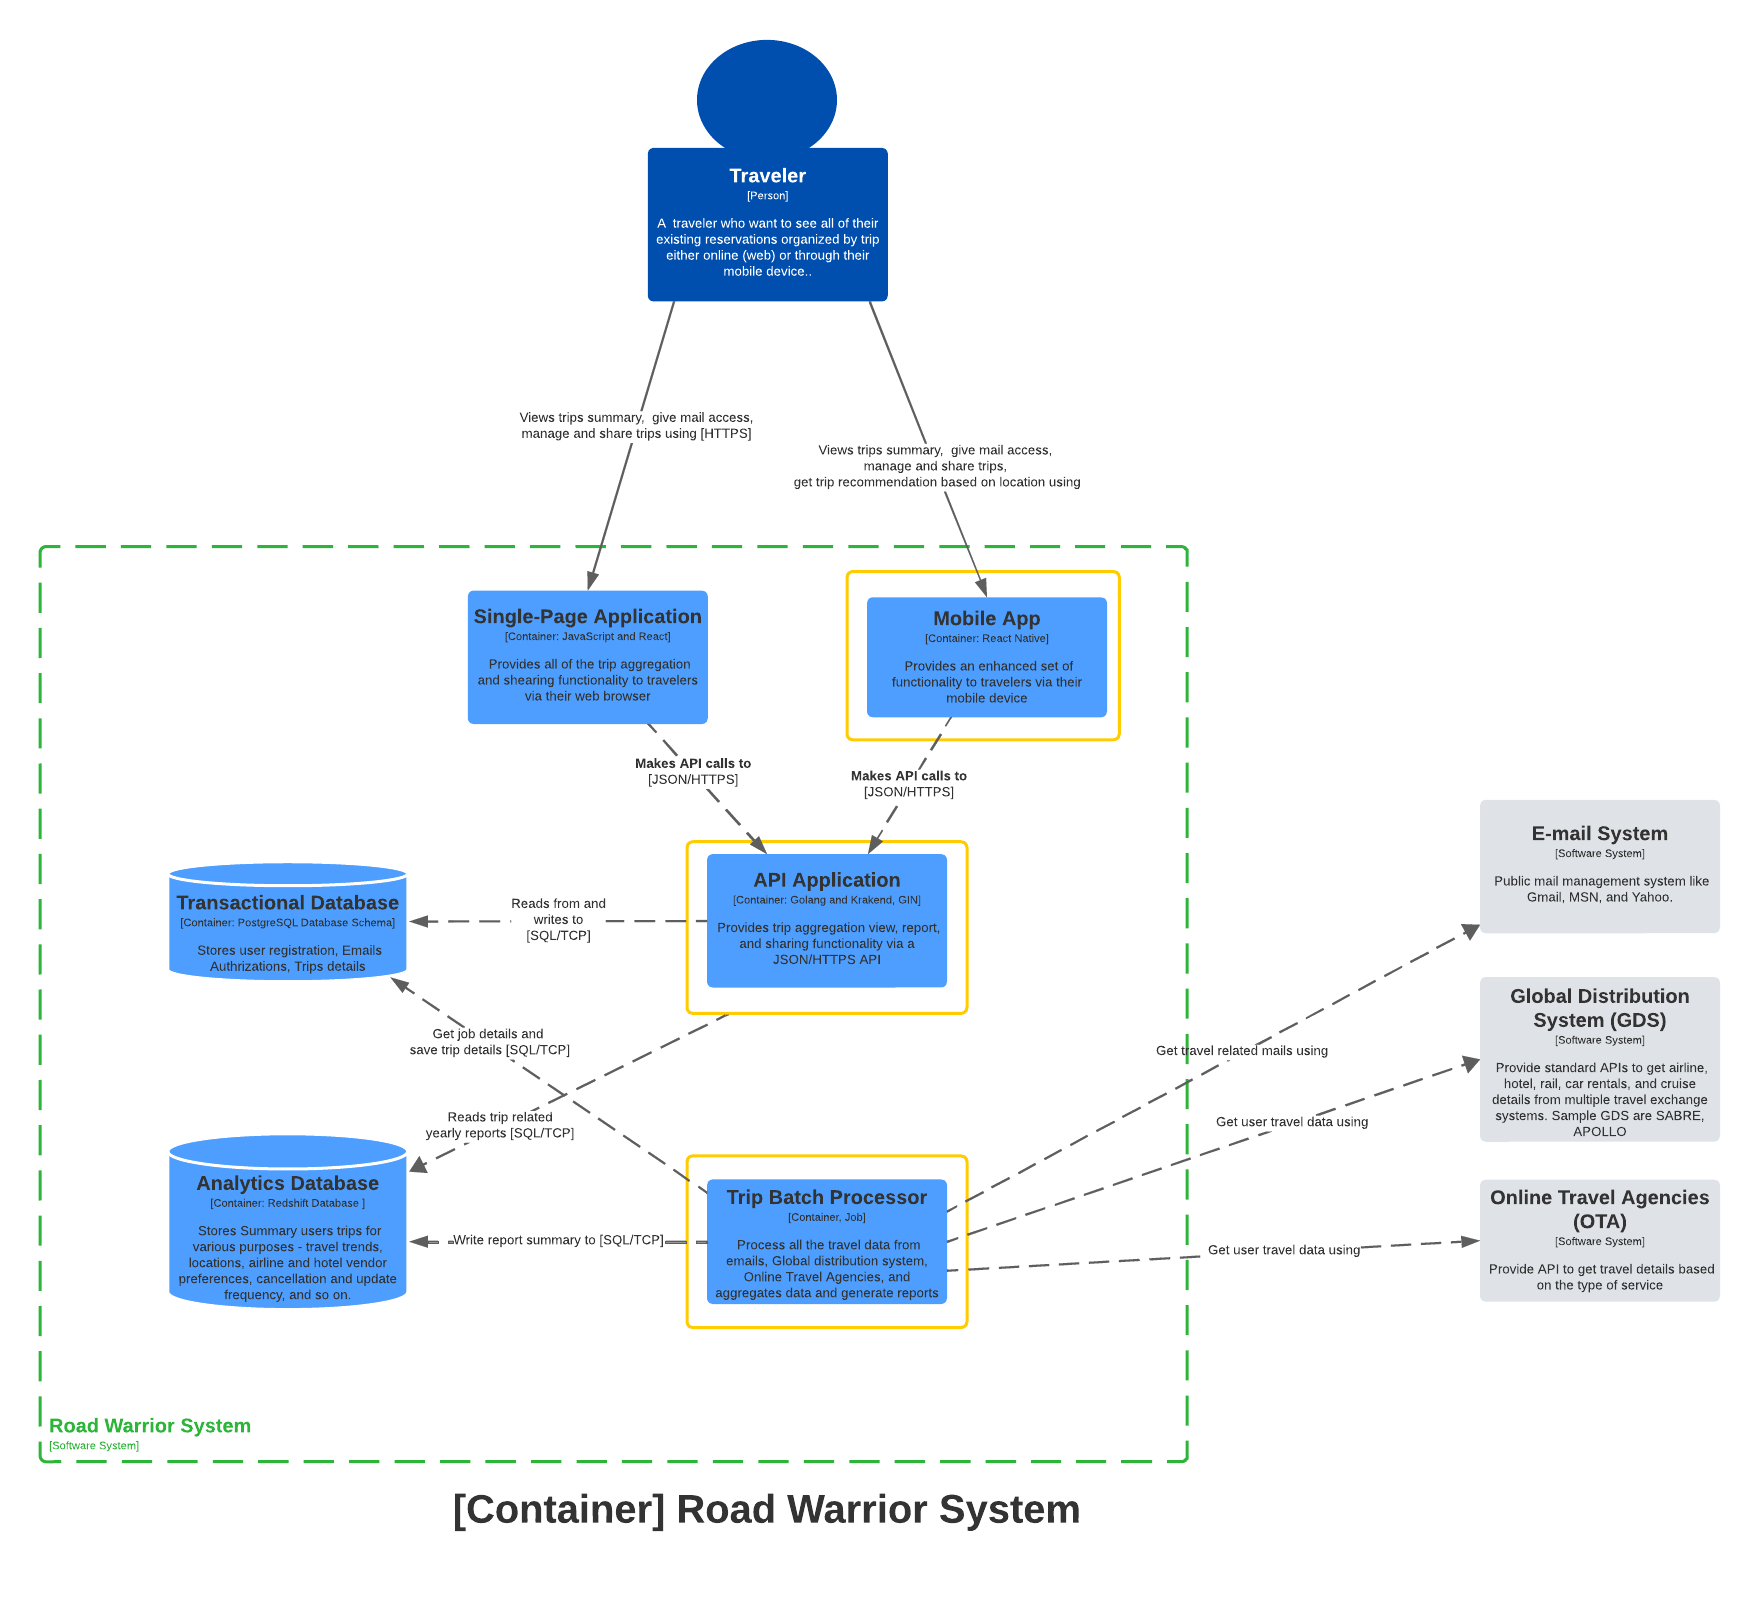 Traveler
[Person]
A  traveler who want to see all of their
existing reservations organized by trip
either online (web) or through their
mobile device..
Views trips summary,  give mail access,
manage and share trips using [HTTPS]
Views trips summary,  give mail access,
manage and share trips,
get trip recommendation based on location using
Single-Page Application
[Container: JavaScript and React]
Provides all of the trip aggregation
and shearing functionality to travelers
via their web browser
Mobile App
[Container: React Native]
Provides an enhanced set of
functionality to travelers via their
mobile device
Makes API calls to
[JSON/HTTPS]
Makes API calls to
[JSON/HTTPS]
E-mail System
[Software System]
Public mail management system like
Gmail, MSN, and Yahoo.
Transactional Database
[Container: PostgreSQL Database Schema]
Stores user registration, Emails
Authrizations, Trips details
Reads from and
writes to
[SQL/TCP]
API Application
[Container: Golang and Krakend, GIN]
Provides trip aggregation view, report,
and sharing functionality via a
JSON/HTTPS API
Global Distribution
System (GDS)
[Software System]
Provide standard APIs to get airline,
hotel, rail, car rentals, and cruise
details from multiple travel exchange
systems. Sample GDS are SABRE,
APOLLO
Get job details and
save trip details [SQL/TCP]
Get travel related mails using
Reads trip related
yearly reports [SQL/TCP]
Get user travel data using
Analytics Database
[Container: Redshift Database ]
Stores Summary users trips for
various purposes - travel trends,
locations, airline and hotel vendor
preferences, cancellation and update
frequency, and so on.
Write report summary to [SQL/TCP]
Trip Batch Processor
[Container, Job]
Process all the travel data from
emails, Global distribution system,
Online Travel Agencies, and
aggregates data and generate reports
Get user travel data using
Online Travel Agencies
(OTA)
[Software System]
Provide API to get travel details based
on the type of service
Road Warrior System
[Software System]
[Container] Road Warrior System